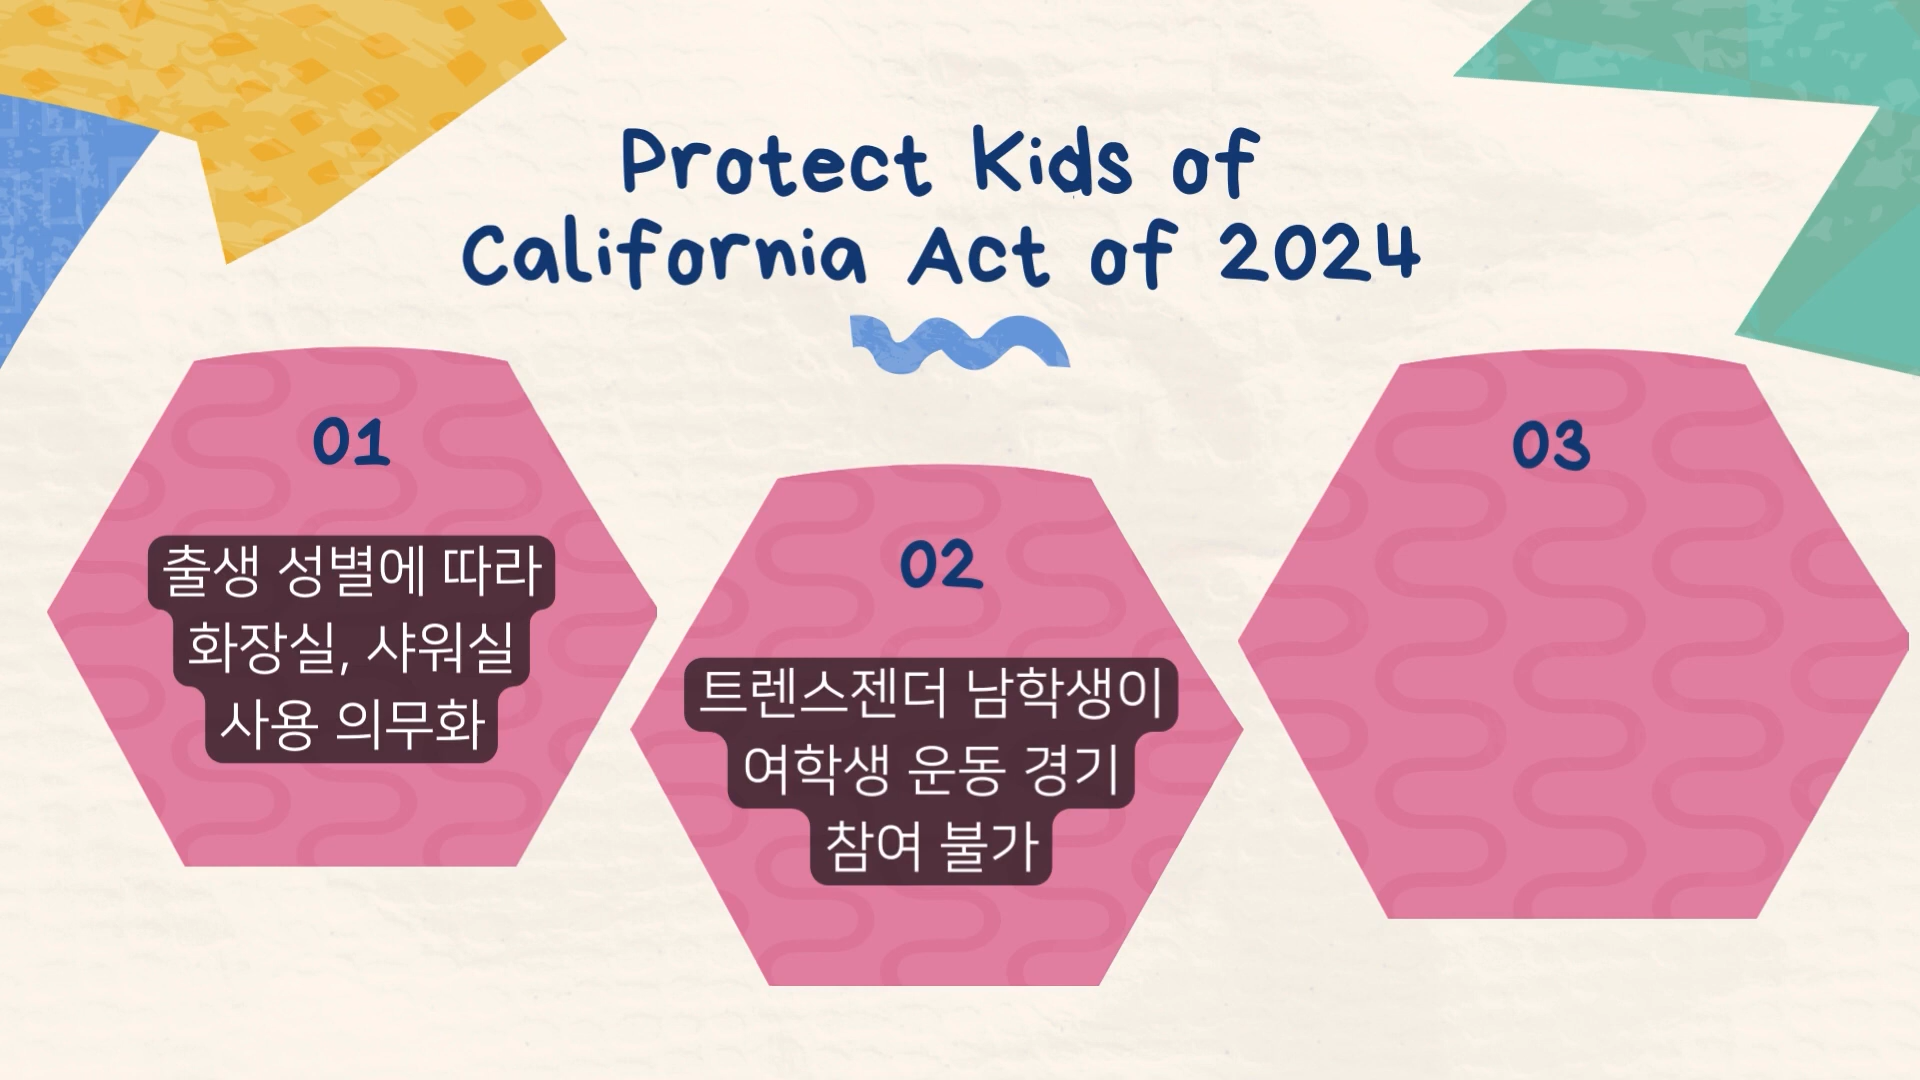 Protect Kids of
California Act of 2024
01
출생 성별에 따라
화장실, 샤워실
사용 의무화
02
트렌스젠더 남학생이
여학생 운동 경기
참여 불가
03